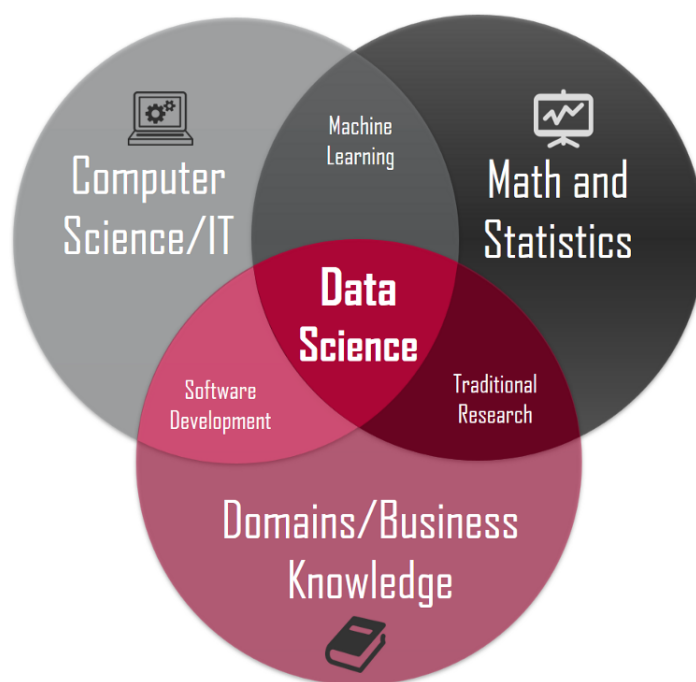 Machine
Learning
Computer
Science/IT
Math and
Statistics
Data
Science
Software
Development
Traditional
Research
Domains/Business
Knowledge